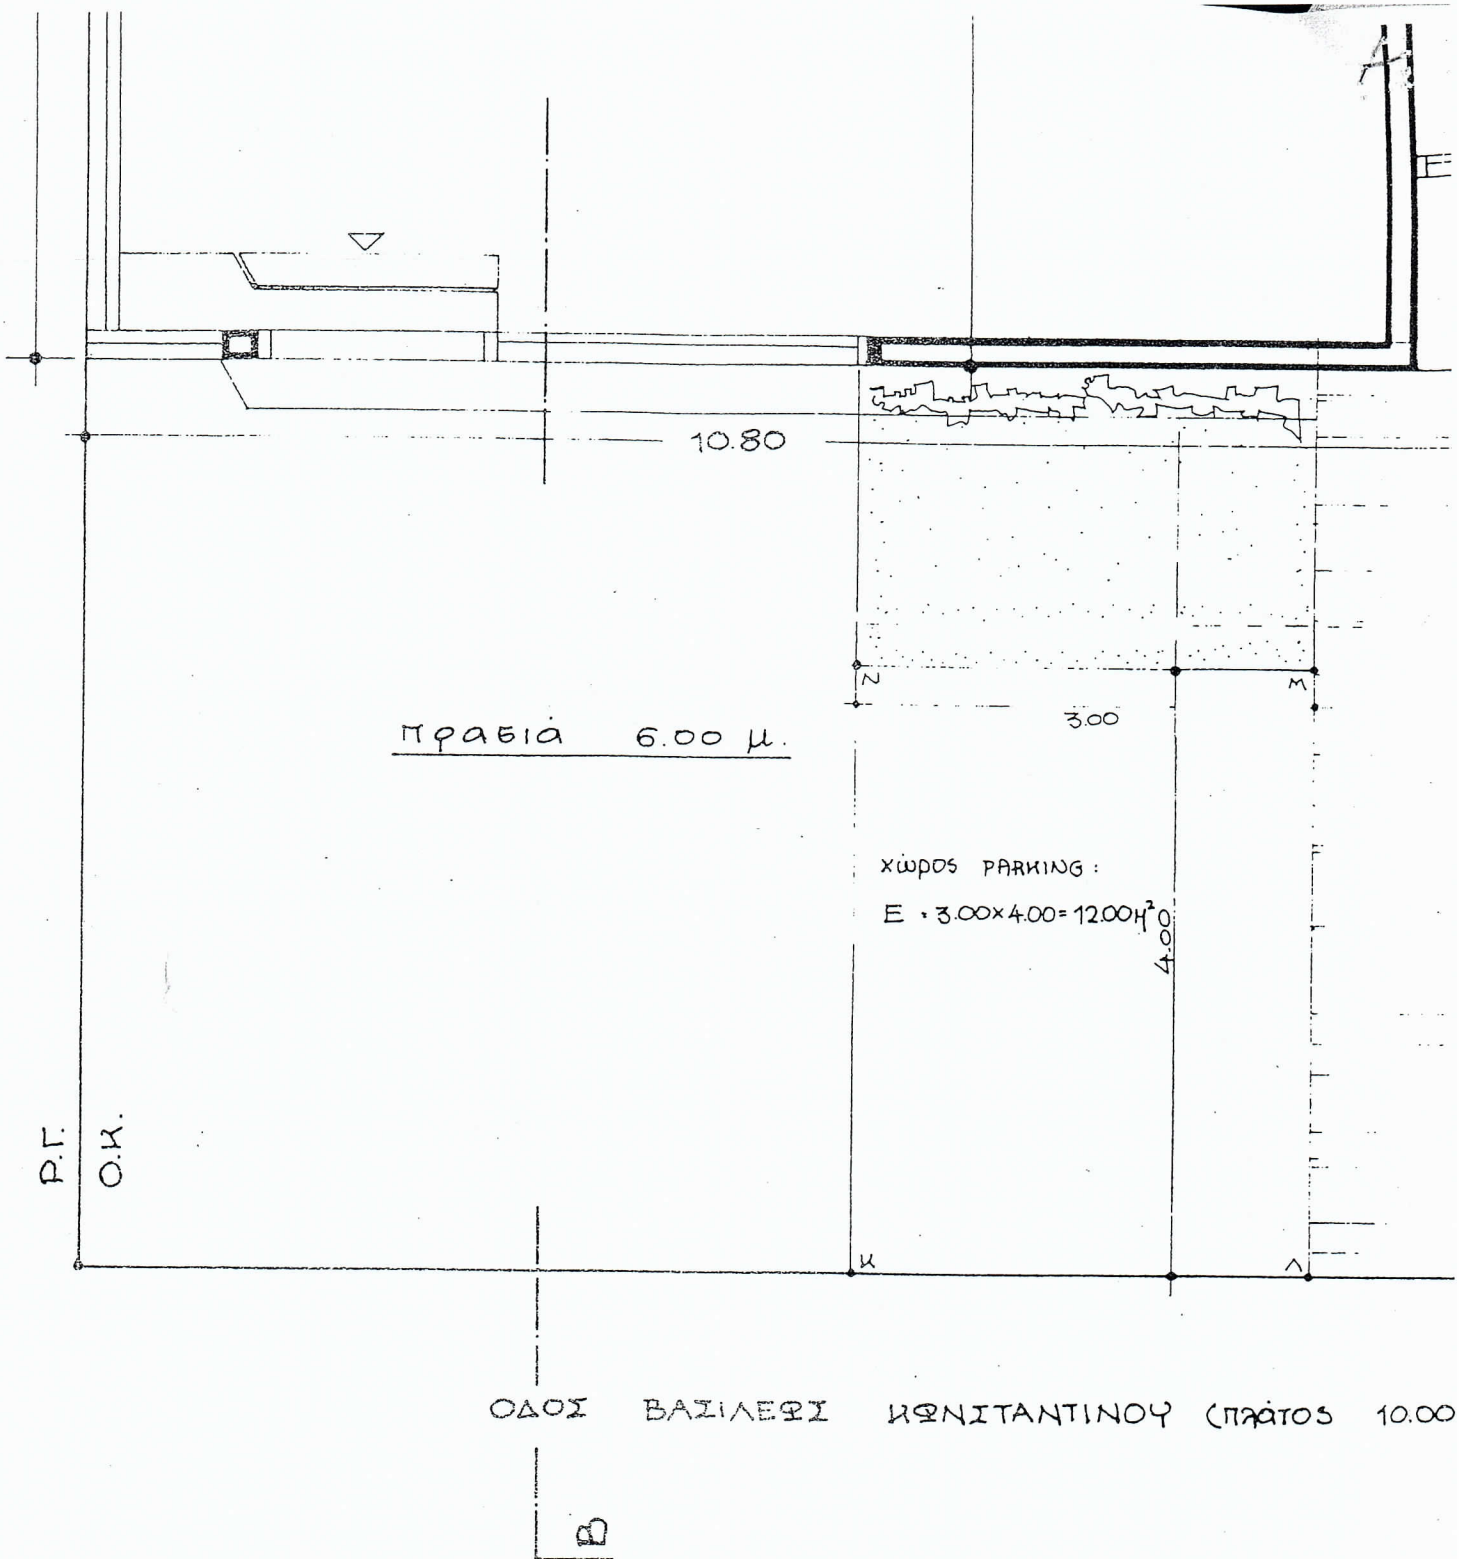 A
10.80
N
M
3.00
πρασιά 6.00 μ.
χώρος PARKING :
E : 3.00×4.00=12.00μ²
4.00
Ρ.Γ.
Ο.Κ.
Κ
Λ
ΟΔΟΣ ΒΑΣΙΛΕΩΣ ΚΩΝΣΤΑΝΤΙΝΟΥ (πλάτος 10.00
B